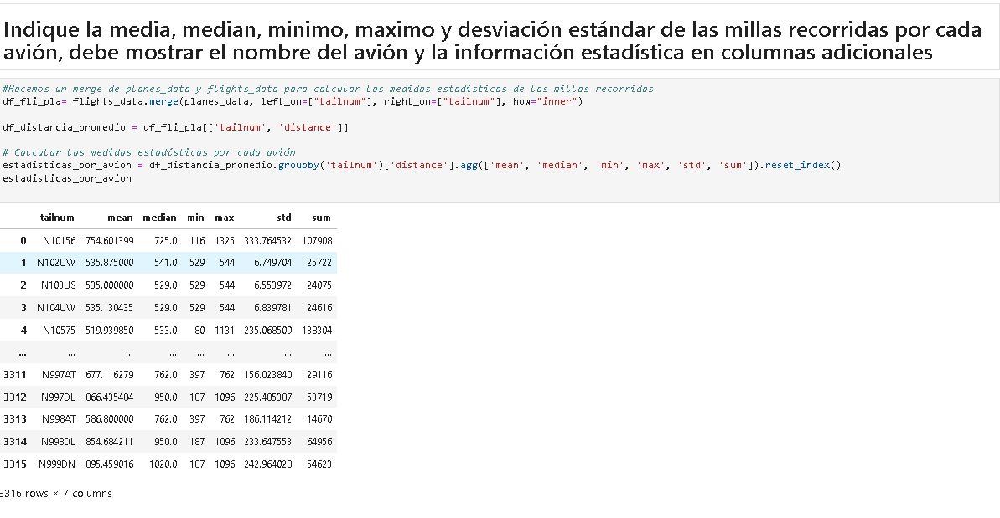 Indique la media, median, minimo, maximo y desviación estándar de las millas recorridas por cada
avión, debe mostrar el nombre del avión y la información estadística en columnas adicionales
#Hacemos un merge de planes_data y flights_data para calcular las medidas estadisticas de las millas recorridas
df_fli_pla= flights_data.merge(planes_data, left_on=["tailnum"], right_on=["tailnum"], how="inner")
df_distancia_promedio = df_fli_pla[['tailnum', 'distance']]
# Calcular las medidas estadísticas por cada avión
estadisticas_por_avion = df_distancia_promedio.groupby('tailnum')['distance'].agg(['mean', 'median', 'min', 'max', 'std', 'sum']).reset_index()
estadisticas_por_avion
tailnum mean median min max std sum
0 N10156 754.601399 725.0 116 1325 333.764532 107908
1 N102UW 535.875000 541.0 529 544 6.749704 25722
2 N103US 535.000000 529.0 529 544 6.553972 24075
3 N104UW 535.130435 529.0 529 544 6.839781 24616
4 N10575 519.939850 533.0 80 1131 235.068509 138304
... ... ... ... ... ... ... ...
3311 N997AT 677.116279 762.0 397 762 156.023840 29116
3312 N997DL 866.435484 950.0 187 1096 225.485387 53719
3313 N998AT 586.800000 762.0 397 762 186.114212 14670
3314 N998DL 854.684211 950.0 187 1096 233.647553 64956
3315 N999DN 895.459016 1020.0 187 1096 242.964028 54623
3316 rows × 7 columns